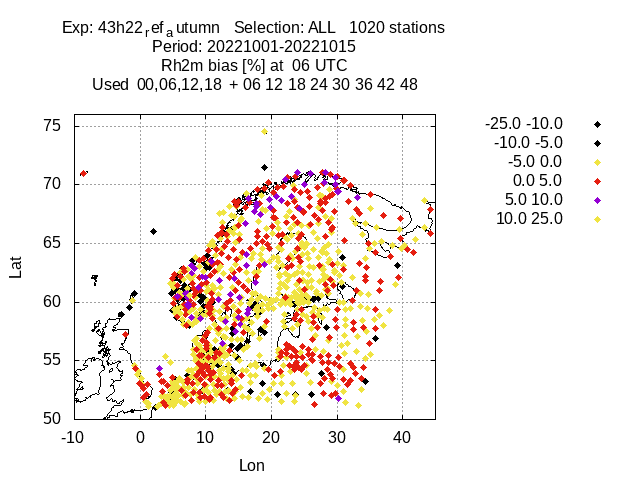 Exp: 43h22ref autumn Selection: ALL 1020 stations
Period: 20221001-20221015
Rh2m bias [%] at 06 UTC
Used 00,06,12,18 + 06 12 18 24 30 36 42 48
-25.0 -10.0
-10.0 -5.0
-5.0 0.0
0.0 5.0
5.0 10.0
10.0 25.0
75
70
65
60
55
50
Lat
-10 0 10 20 30 40
Lon